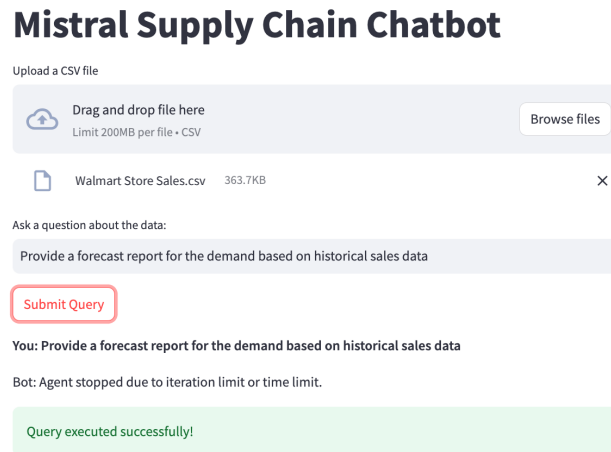 Mistral Supply Chain Chatbot
Upload a CSV file
Drag and drop file here
Limit 200MB per file • CSV
Browse files
Walmart Store Sales.csv 363.7KB
Ask a question about the data:
Provide a forecast report for the demand based on historical sales data
Submit Query
You: Provide a forecast report for the demand based on historical sales data
Bot: Agent stopped due to iteration limit or time limit.
Query executed successfully!